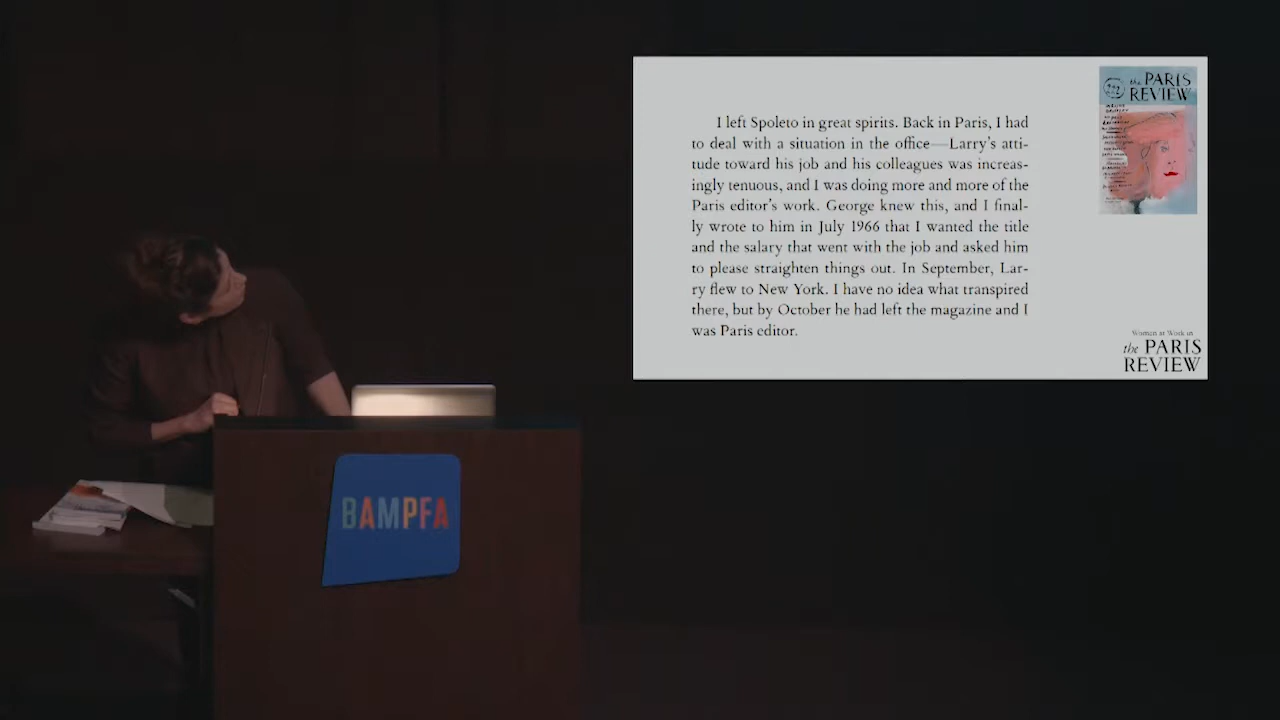 I left Spoleto in great spirits. Back in Paris, I had
to deal with a situation in the office—Larry's atti-
tude toward his job and his colleagues was increas-
ingly tenuous, and I was doing more and more of the
Paris editor's work. George knew this, and I final-
ly wrote to him in July 1966 that I wanted the title
and the salary that went with the job and asked him
to please straighten things out. In September, Lar-
ry flew to New York. I have no idea what transpired
there, but by October he had left the magazine and I
was Paris editor.
the PARIS
REVIEW
Women at Work in
the PARIS
REVIEW
BAMPFA